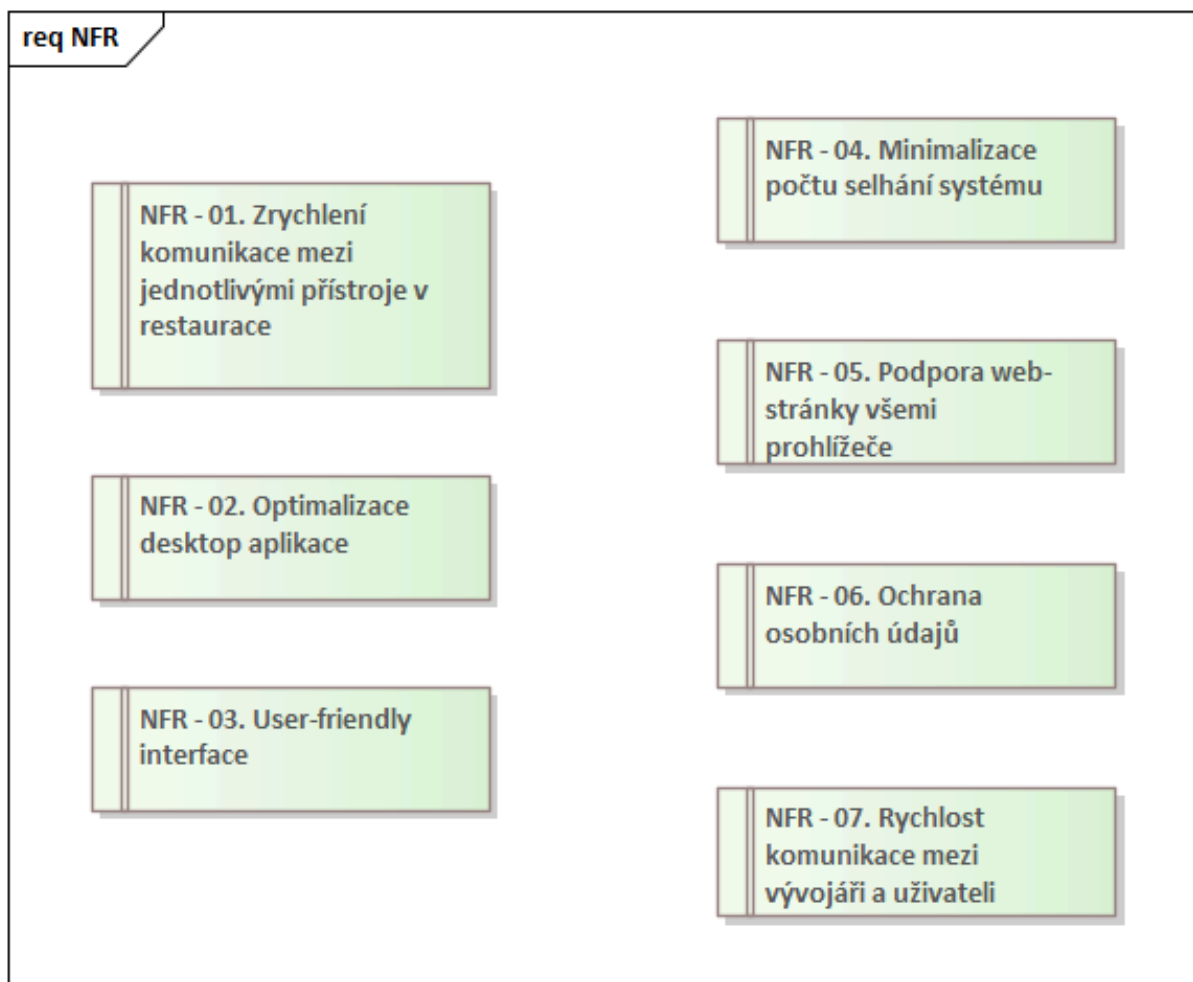 req NFR
NFR - 01. Zrychlení
komunikace mezi
jednotlivými přístroje v
restaurace
NFR - 02. Optimalizace
desktop aplikace
NFR - 03. User-friendly
interface
NFR - 04. Minimalizace
počtu selhání systému
NFR - 05. Podpora web-
stránky všemi
prohlížeče
NFR - 06. Ochrana
osobních údajů
NFR - 07. Rychlost
komunikace mezi
vývojáři a uživateli